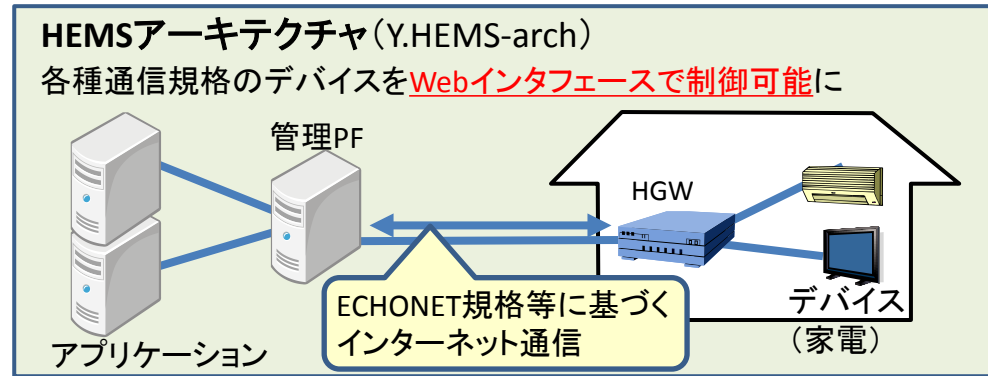 HEMSアーキテクチャ（Y.HEMS-arch）
各種通信規格のデバイスをWebインタフェースで制御可能に
管理PF
HGW
ECHONET規格等に基づく
インターネット通信
デバイス
（家電）
アプリケーション